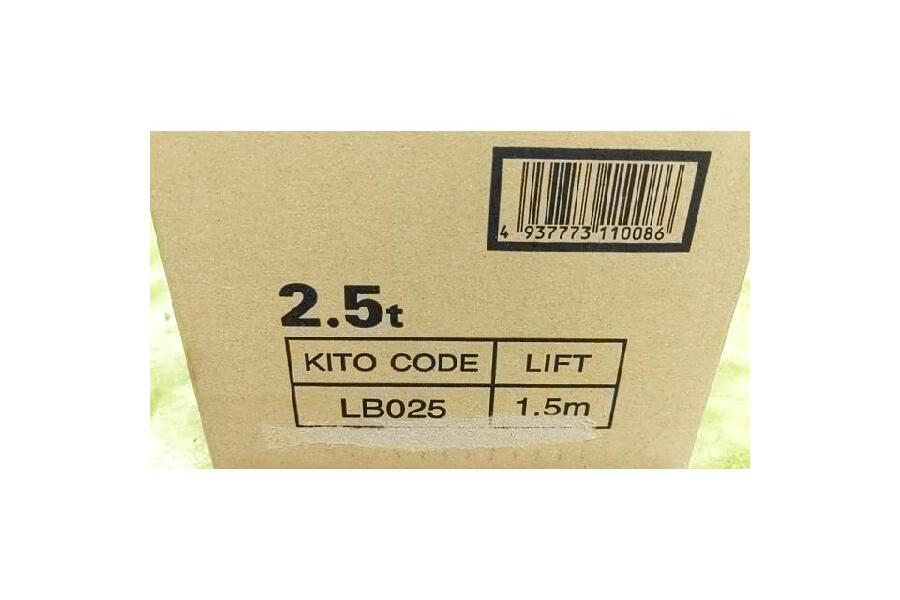 4 937773 110086
2.5t
KITO CODE LIFT
LB025 1.5m